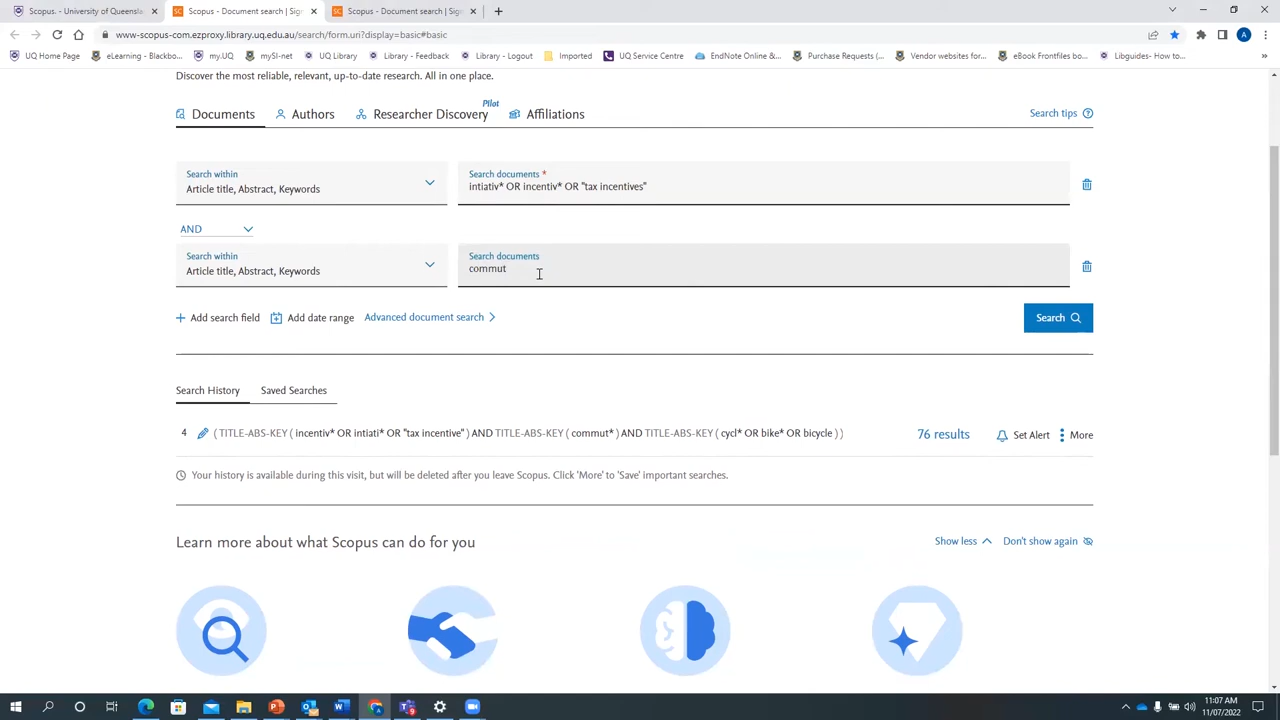 Scopus - University of Queensla
Scopus - Document search | Sig
Scopus - Document search | Sig
www-scopus-com.ezproxy.library.uq.edu.au/search/form.uri?display=basic#basic
A
UQ Home Page
eLearning - Blackbo...
my.UQ
my.SI-net
UQ Library
Library - Feedback
Library - Logout
Imported
UQ Service Centre
EndNote Online &...
Purchase Requests (...
Vendor websites for...
eBook Frontfiles bo...
Libguides- How to...
Discover the most reliable, relevant, up-to-date research. All in one place.
Documents
Authors
Researcher Discovery
Pilot
Affiliations
Search tips
Search within
Article title, Abstract, Keywords
Search documents *
intiativ* OR incentiv* OR "tax incentives"
AND
Search within
Article title, Abstract, Keywords
Search documents
commut
Add search field
Add date range
Advanced document search
Search
Search History
Saved Searches
4
( TITLE-ABS-KEY ( incentiv* OR intiati* OR "tax incentive" ) AND TITLE-ABS-KEY ( commut* ) AND TITLE-ABS-KEY ( cycl* OR bike* OR bicycle ) )
76 results
Set Alert
More
Your history is available during this visit, but will be deleted after you leave Scopus. Click 'More' to 'Save' important searches.
Learn more about what Scopus can do for you
Show less
Don't show again
11:07 AM
11/07/2022